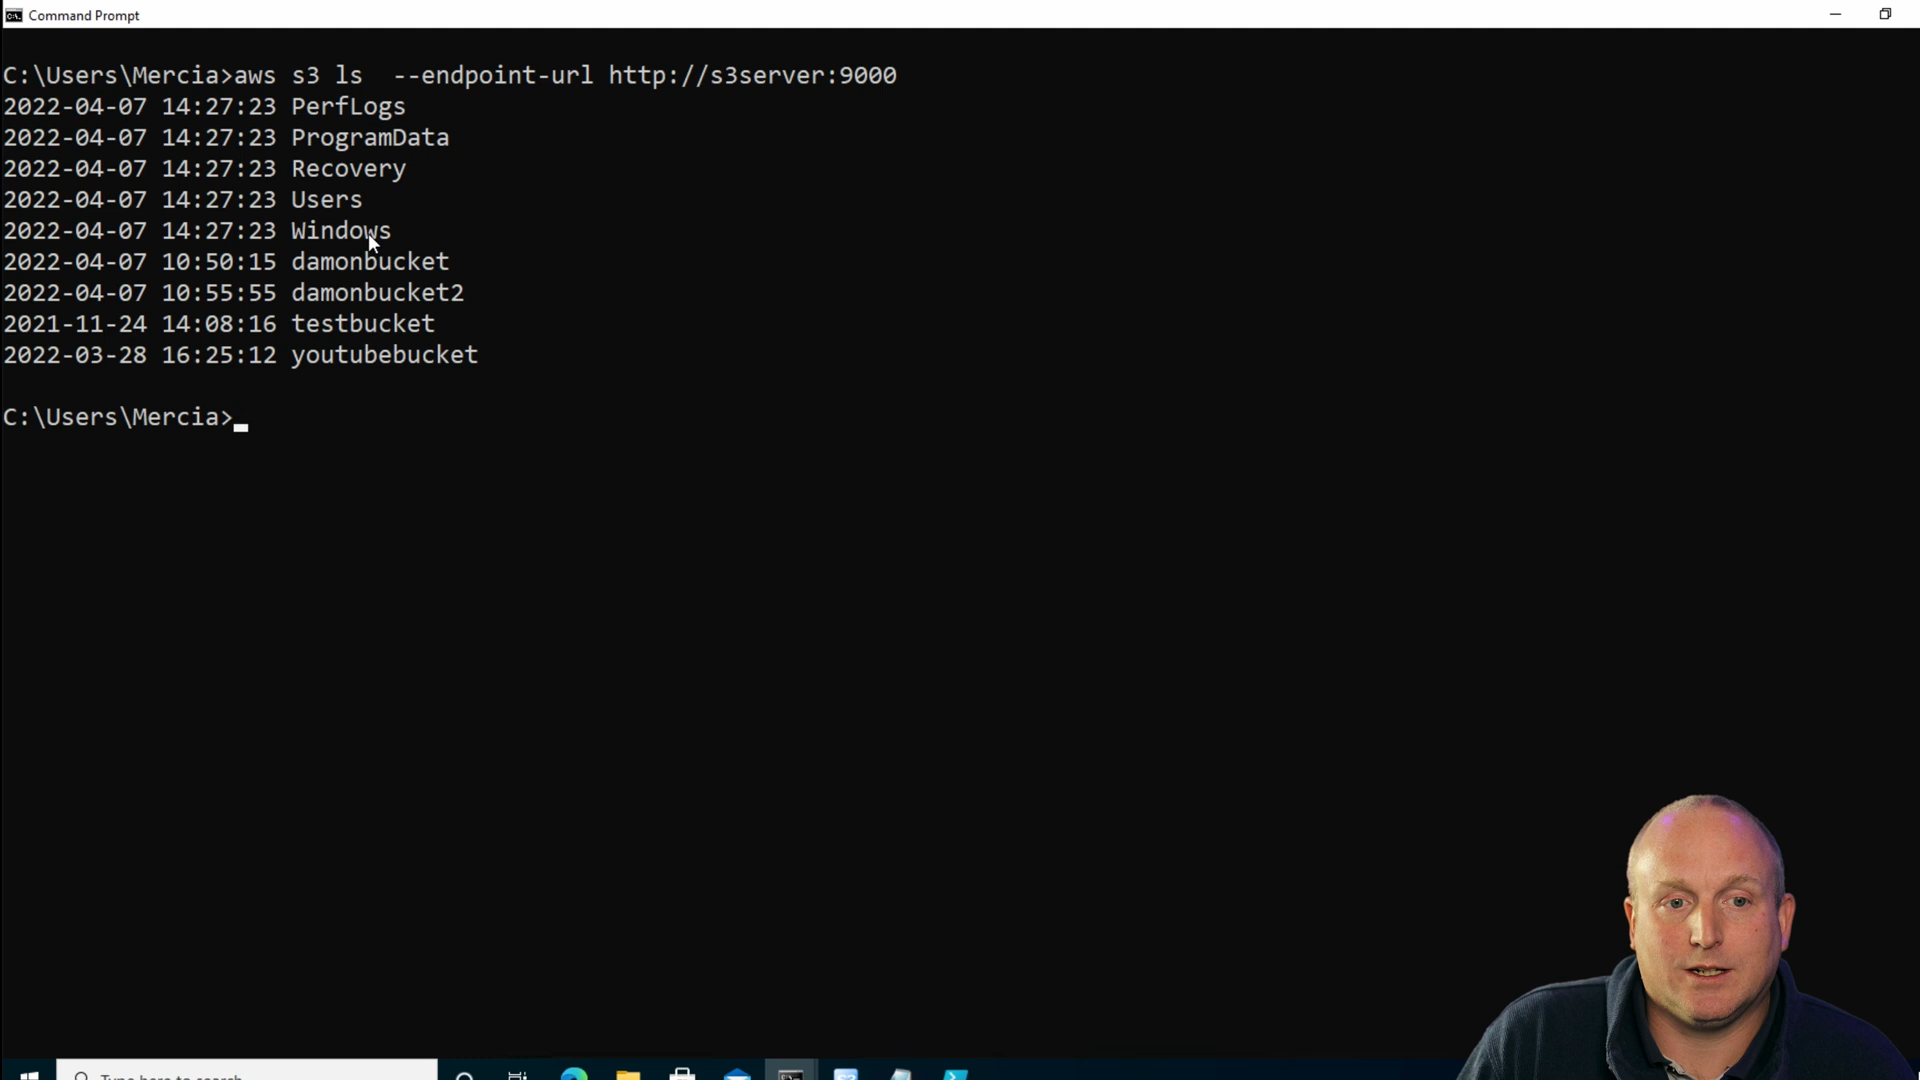 Command Prompt
C:\Users\Mercia>aws s3 ls  --endpoint-url http://s3server:9000
2022-04-07 14:27:23 PerfLogs
2022-04-07 14:27:23 ProgramData
2022-04-07 14:27:23 Recovery
2022-04-07 14:27:23 Users
2022-04-07 14:27:23 Windows
2022-04-07 10:50:15 damonbucket
2022-04-07 10:55:55 damonbucket2
2021-11-24 14:08:16 testbucket
2022-03-28 16:25:12 youtubebucket
C:\Users\Mercia>
Type here to search